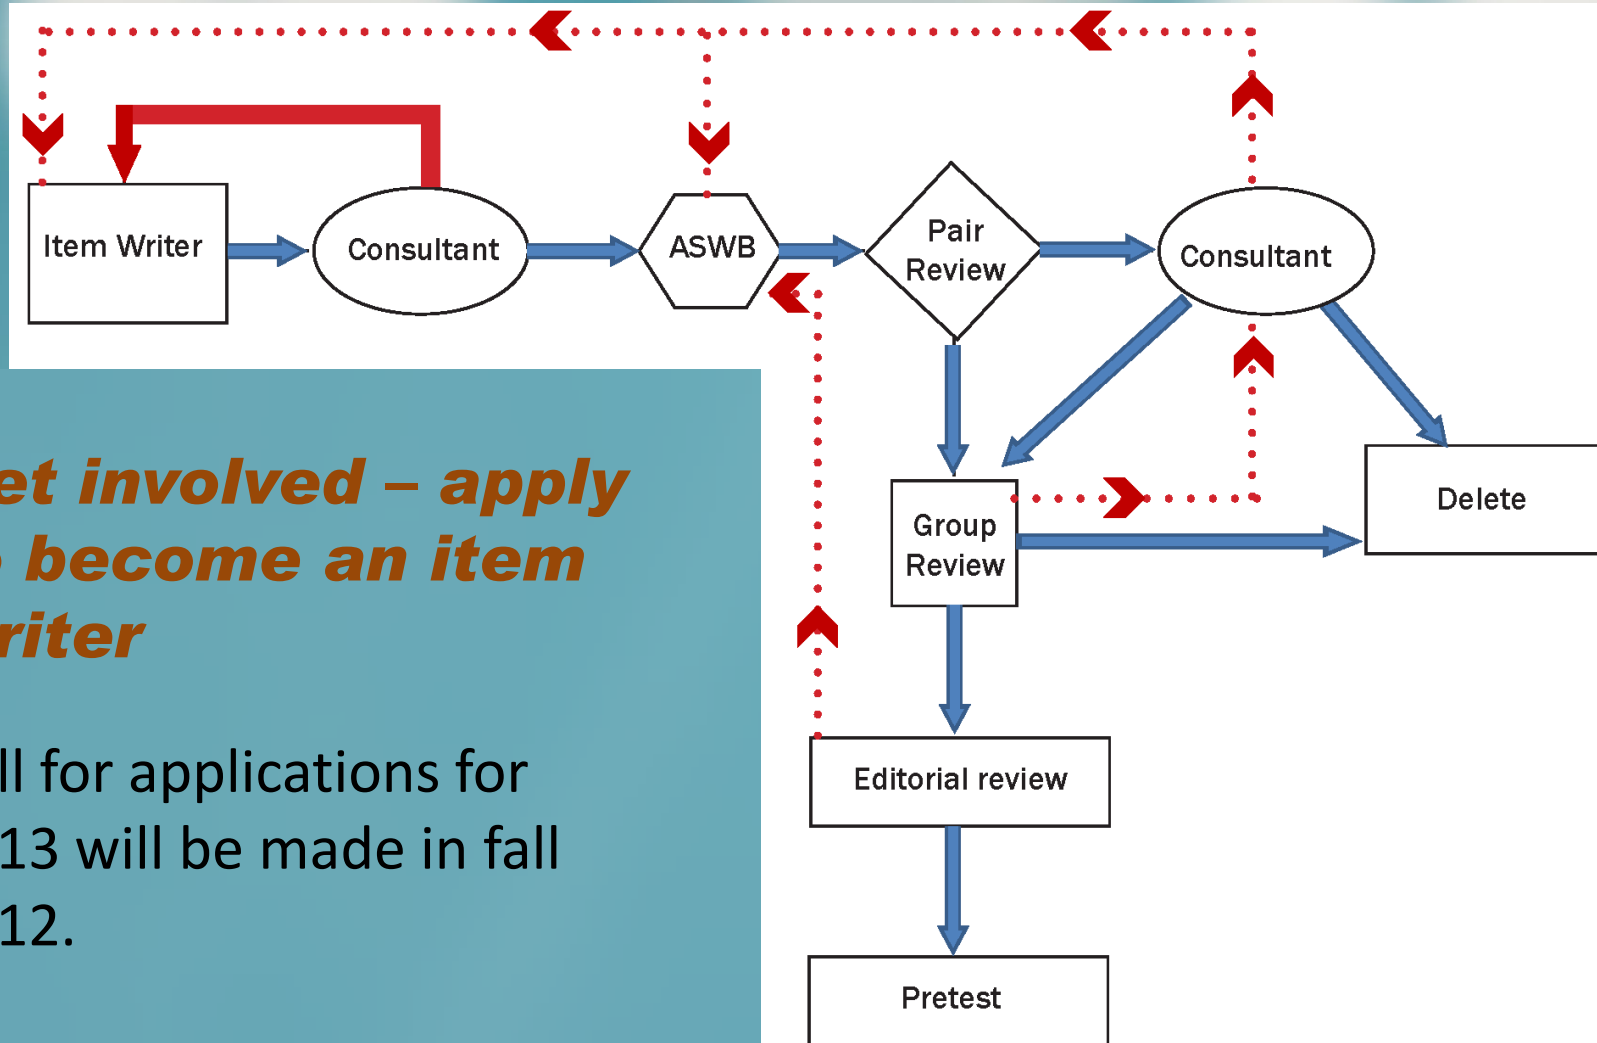 Item Writer
Consultant
ASWB
Pair
Review
Consultant
Group
Review
Delete
Editorial review
Pretest
et involved – apply
become an item
riter
ll for applications for
13 will be made in fall
12.